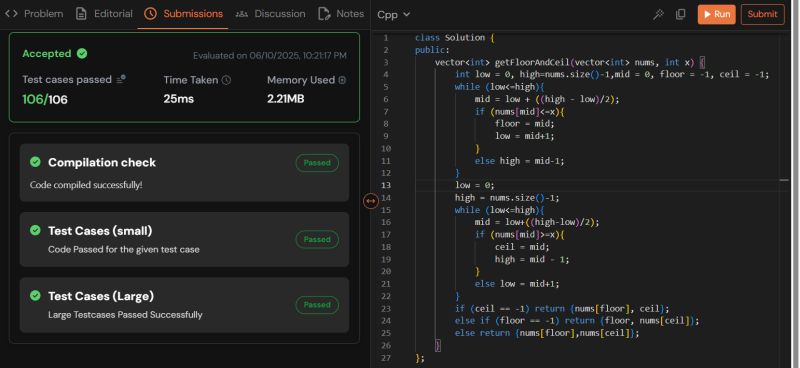 Problem Editorial Submissions Discussion Notes
Accepted
Evaluated on 06/10/2025, 10:21:17 PM
Test cases passed Time Taken Memory Used
106/106 25ms 2.21MB
Compilation check Passed
Code compiled successfully!
Test Cases (small) Passed
Code Passed for the given test case
Test Cases (Large) Passed
Large Testcases Passed Successfully
Cpp Run Submit
1 class Solution {
2 public:
3 vector<int> getFloorAndCeil(vector<int> nums, int x) {
4 int low = 0, high=nums.size()-1,mid = 0, floor = -1, ceil = -1;
5 while (low<=high){
6 mid = low + ((high - low)/2);
7 if (nums[mid]<=x){
8 floor = mid;
9 low = mid+1;
10 }
11 else high = mid-1;
12 }
13 low = 0;
14 high = nums.size()-1;
15 while (low<=high){
16 mid = low+((high-low)/2);
17 if (nums[mid]>=x){
18 ceil = mid;
19 high = mid - 1;
20 }
21 else low = mid+1;
22 }
23 if (ceil == -1) return {nums[floor], ceil};
24 else if (floor == -1) return {floor, nums[ceil]};
25 else return {nums[floor],nums[ceil]};
26 }
27 };